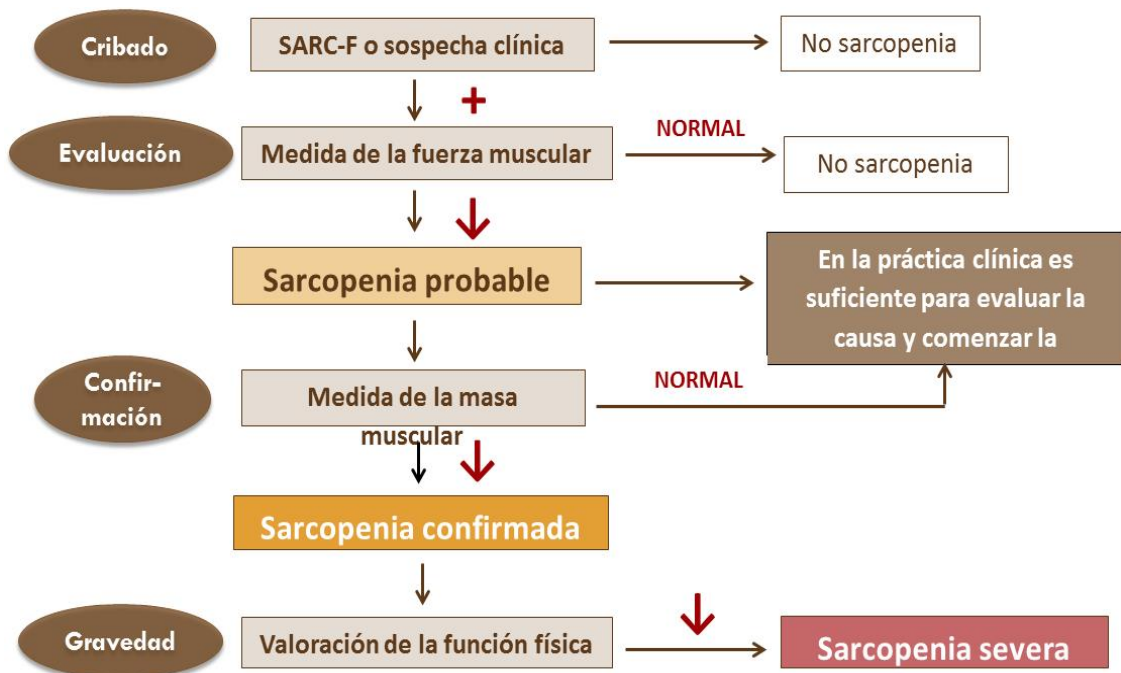 Cribado
SARC-F o sospecha clínica
No sarcopenia
+
Evaluación
Medida de la fuerza muscular
NORMAL
No sarcopenia
Sarcopenia probable
En la práctica clínica es
suficiente para evaluar la
causa y comenzar la
Confir-
mación
Medida de la masa
muscular
NORMAL
Sarcopenia confirmada
Gravedad
Valoración de la función física
Sarcopenia severa